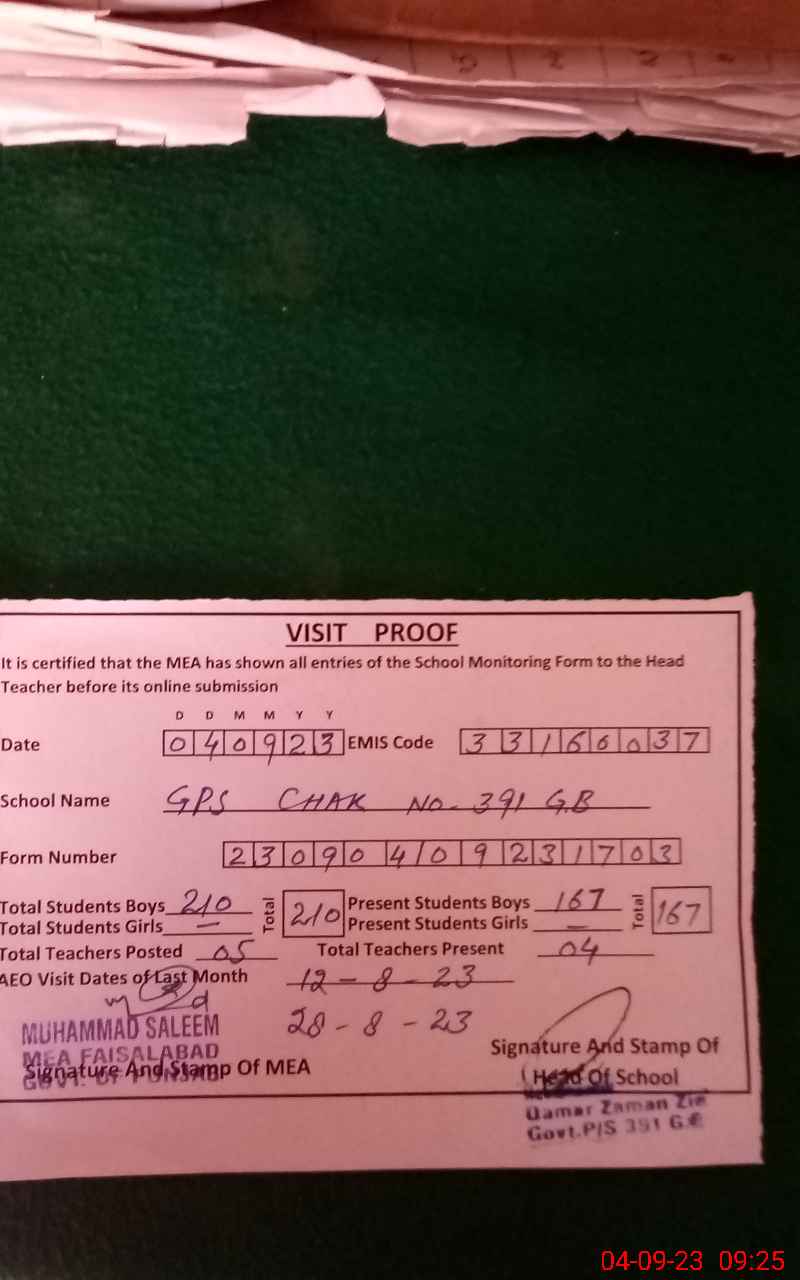 VISIT PROOF
It is certified that the MEA has shown all entries of the School Monitoring Form to the Head
Teacher before its online submission
D D M M Y Y
Date 040923 EMIS Code 33166037
School Name GPS CHAK NO. 391 GB
Form Number 23090409231703
Total Students Boys 210 Total 210 Present Students Boys 167 Total 167
Total Students Girls — Present Students Girls —
Total Teachers Posted 05 Total Teachers Present 04
AEO Visit Dates of Last Month 12-8-23
28-8-23
MUHAMMAD SALEEM
MEA FAISALABAD
GOVT. OF PUNJAB
Signature And Stamp Of MEA
Signature And Stamp Of
Head Of School
Qamar Zaman
Govt. P/S 391 G.B
04-09-23 09:25